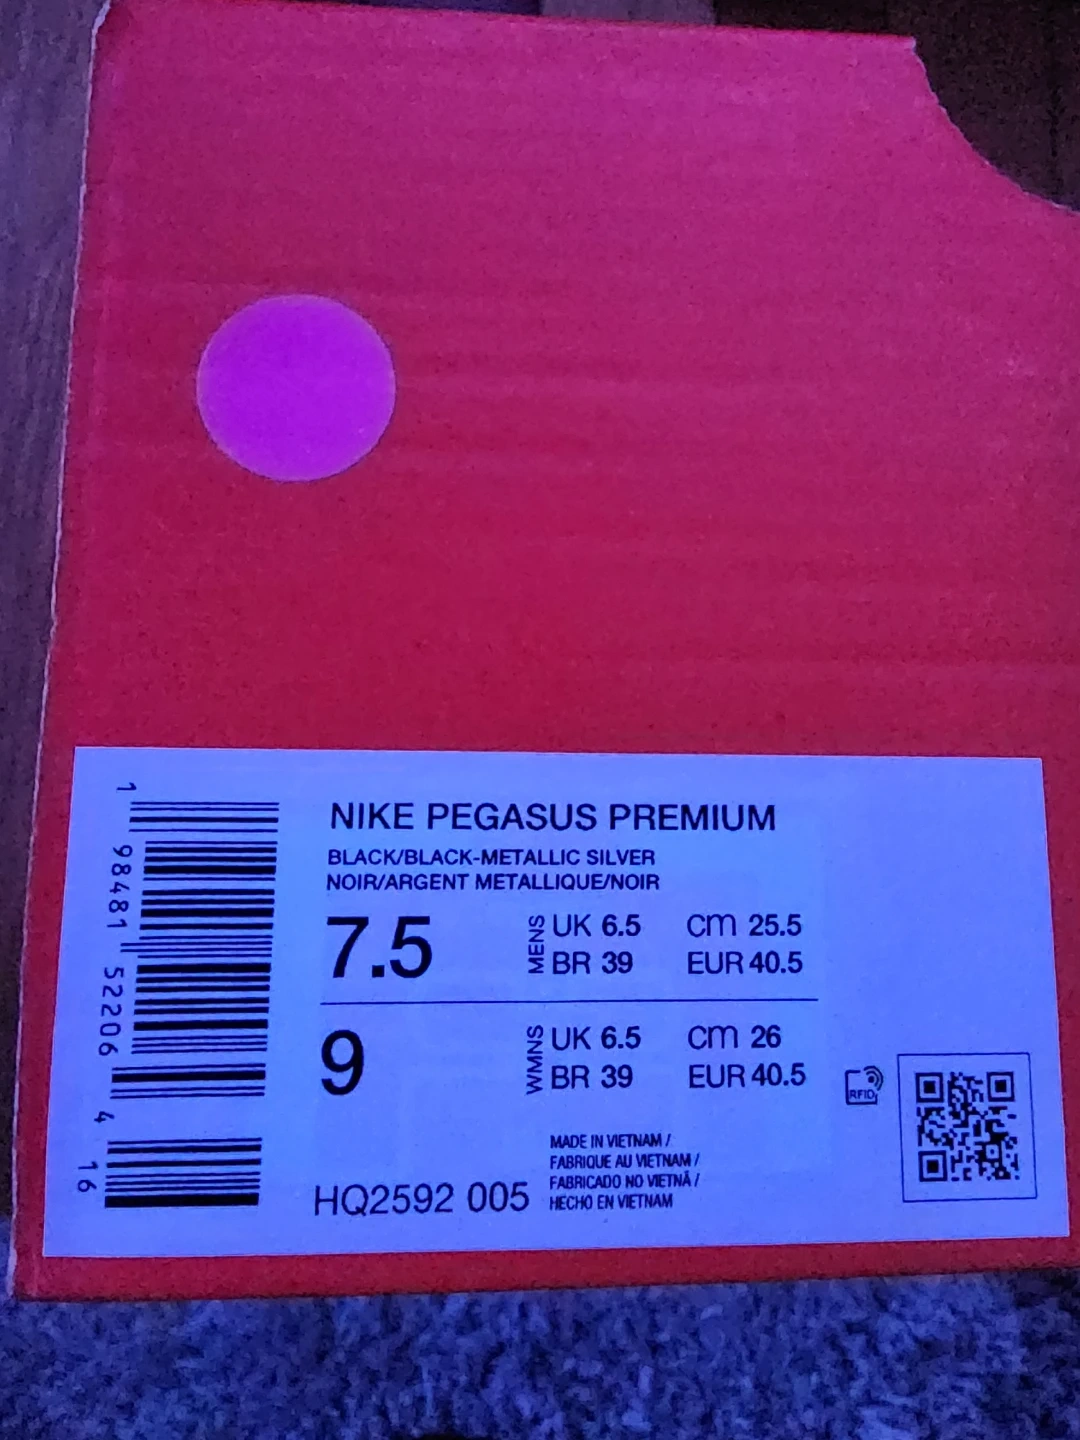 NIKE PEGASUS PREMIUM
BLACK/BLACK-METALLIC SILVER
NOIR/ARGENT METALLIQUE/NOIR
7.5
MENS
UK 6.5 cm 25.5
BR 39 EUR 40.5
9
WMNS
UK 6.5 cm 26
BR 39 EUR 40.5
RFID
MADE IN VIETNAM /
FABRIQUE AU VIETNAM /
FABRICADO NO VIETNÃ /
HECHO EN VIETNAM
HQ2592 005
1 98481 52206 4 16